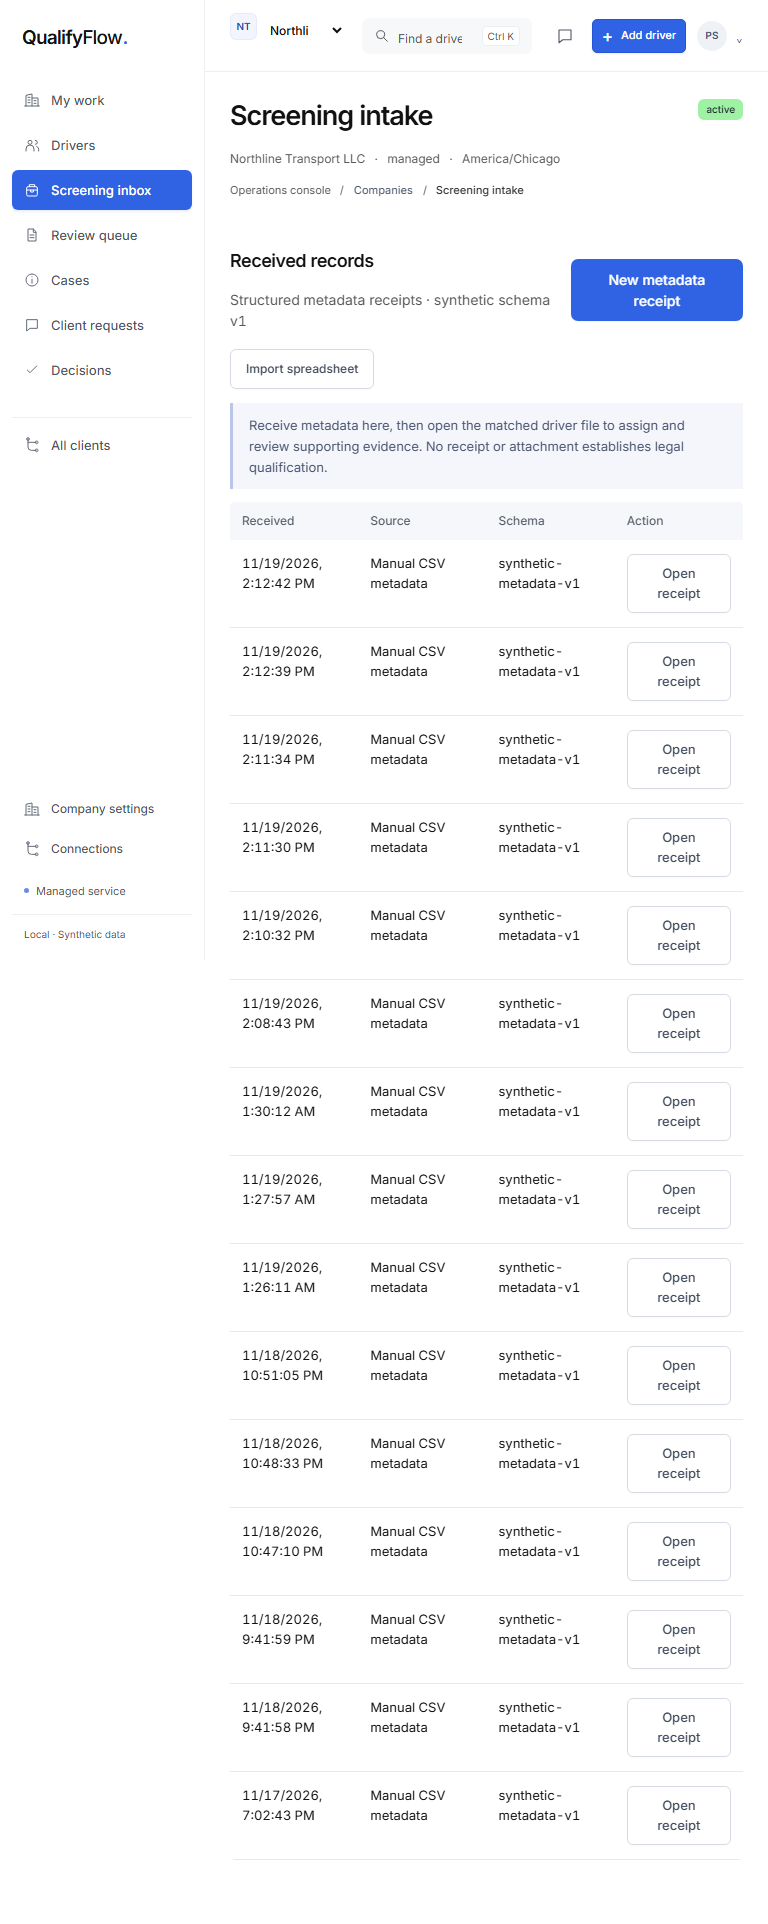 QualifyFlow.
My work
Drivers
Screening inbox
Review queue
Cases
Client requests
Decisions
All clients
Company settings
Connections
Managed service
Local · Synthetic data
NT
Northli
Find a drive
Ctrl K
+ Add driver
PS
Screening intake
active
Northline Transport LLC · managed · America/Chicago
Operations console / Companies / Screening intake
Received records
Structured metadata receipts · synthetic schema
v1
New metadata
receipt
Import spreadsheet
Receive metadata here, then open the matched driver file to assign and
review supporting evidence. No receipt or attachment establishes legal
qualification.
Received Source Schema Action
11/19/2026, Manual CSV synthetic- Open
2:12:42 PM metadata metadata-v1 receipt
11/19/2026, Manual CSV synthetic- Open
2:12:39 PM metadata metadata-v1 receipt
11/19/2026, Manual CSV synthetic- Open
2:11:34 PM metadata metadata-v1 receipt
11/19/2026, Manual CSV synthetic- Open
2:11:30 PM metadata metadata-v1 receipt
11/19/2026, Manual CSV synthetic- Open
2:10:32 PM metadata metadata-v1 receipt
11/19/2026, Manual CSV synthetic- Open
2:08:43 PM metadata metadata-v1 receipt
11/19/2026, Manual CSV synthetic- Open
1:30:12 AM metadata metadata-v1 receipt
11/19/2026, Manual CSV synthetic- Open
1:27:57 AM metadata metadata-v1 receipt
11/19/2026, Manual CSV synthetic- Open
1:26:11 AM metadata metadata-v1 receipt
11/18/2026, Manual CSV synthetic- Open
10:51:05 PM metadata metadata-v1 receipt
11/18/2026, Manual CSV synthetic- Open
10:48:33 PM metadata metadata-v1 receipt
11/18/2026, Manual CSV synthetic- Open
10:47:10 PM metadata metadata-v1 receipt
11/18/2026, Manual CSV synthetic- Open
9:41:59 PM metadata metadata-v1 receipt
11/18/2026, Manual CSV synthetic- Open
9:41:58 PM metadata metadata-v1 receipt
11/17/2026, Manual CSV synthetic- Open
7:02:43 PM metadata metadata-v1 receipt